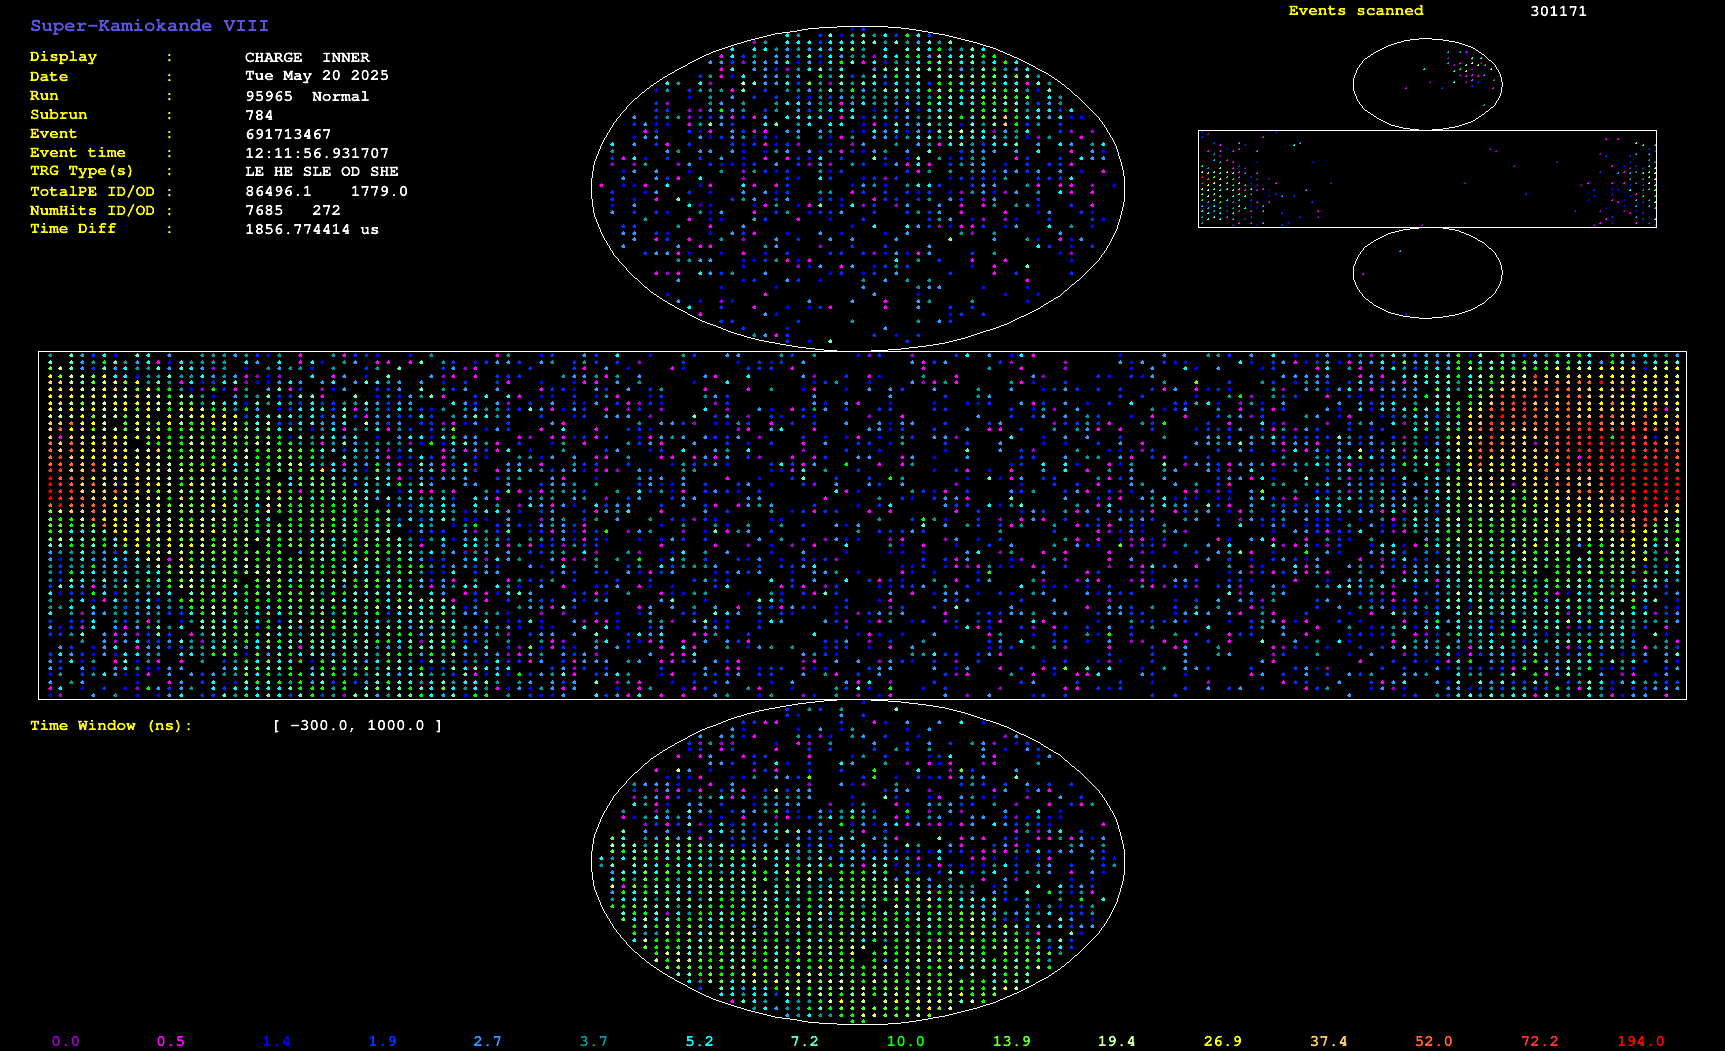 Super-Kamiokande VIII
Events scanned 301171
Display : CHARGE INNER
Date : Tue May 20 2025
Run : 95965 Normal
Subrun : 784
Event : 691713467
Event time : 12:11:56.931707
TRG Type(s) : LE HE SLE OD SHE
TotalPE ID/OD : 86496.1 1779.0
NumHits ID/OD : 7685 272
Time Diff : 1856.774414 us
Time Window (ns): [ -300.0, 1000.0 ]
0.0 0.5 1.4 1.9 2.7 3.7 5.2 7.2 10.0 13.9 19.4 26.9 37.4 52.0 72.2 194.0